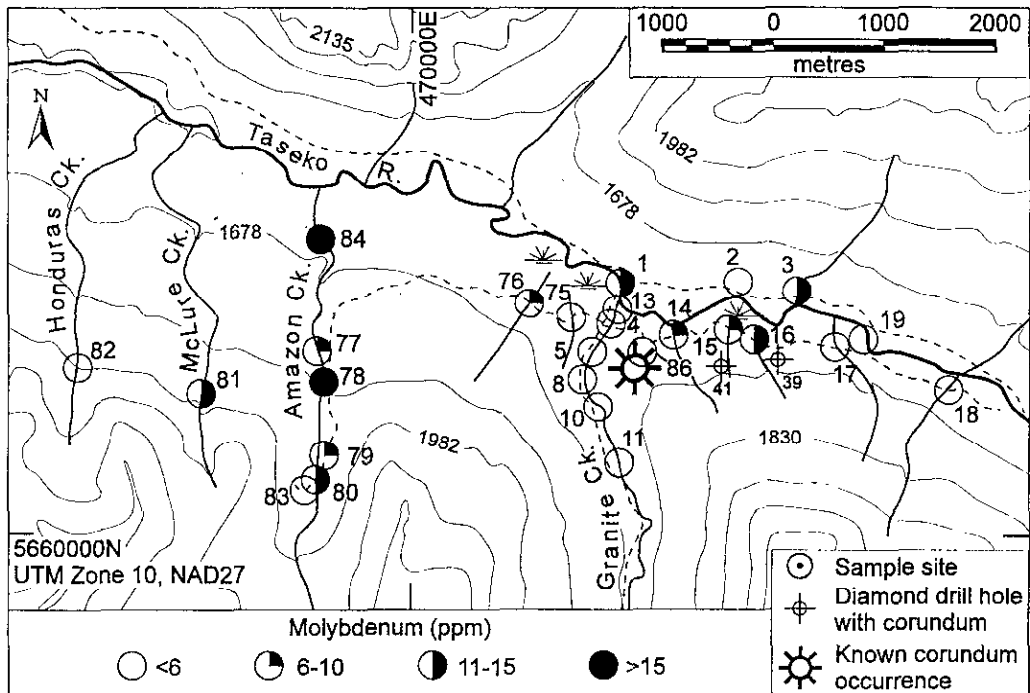 1000 0 1000 2000
metres
2135
470000E
N
Taseko R.
Honduras Ck.
McLure Ck.
Amazon Ck.
Granite Ck.
1678
1982
1678
1982
1830
84
77
78
79
80
83
82
81
76
75
1
13
4
5
8
10
11
14
86
2
3
15
16
41
39
17
19
18
5660000N
UTM Zone 10, NAD27
Molybdenum (ppm)
<6 6-10 11-15 >15
Sample site
Diamond drill hole
with corundum
Known corundum
occurrence